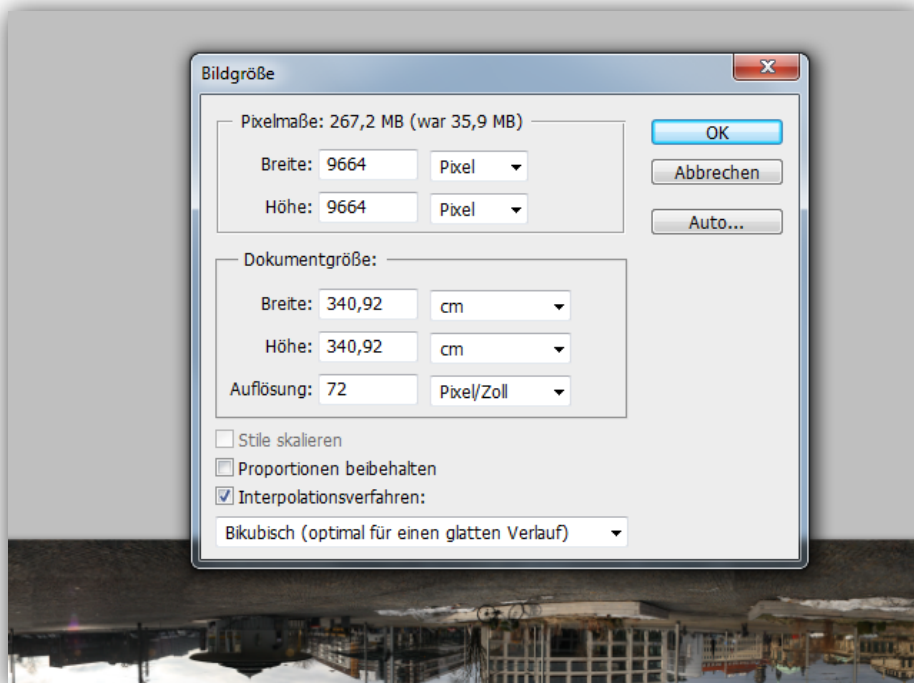 Bildgröße
Pixelmaße: 267,2 MB (war 35,9 MB)
OK
Breite: 9664 Pixel
Abbrechen
Höhe: 9664 Pixel
Auto...
Dokumentgröße:
Breite: 340,92 cm
Höhe: 340,92 cm
Auflösung: 72 Pixel/Zoll
Stile skalieren
Proportionen beibehalten
Interpolationsverfahren:
Bikubisch (optimal für einen glatten Verlauf)